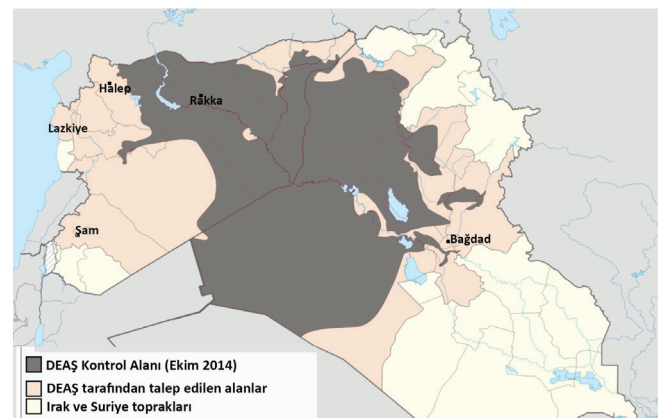 Halep
Rakka
Lazkiye
Şam
Bağdad
DEAŞ Kontrol Alanı (Ekim 2014)
DEAŞ tarafından talep edilen alanlar
Irak ve Suriye toprakları